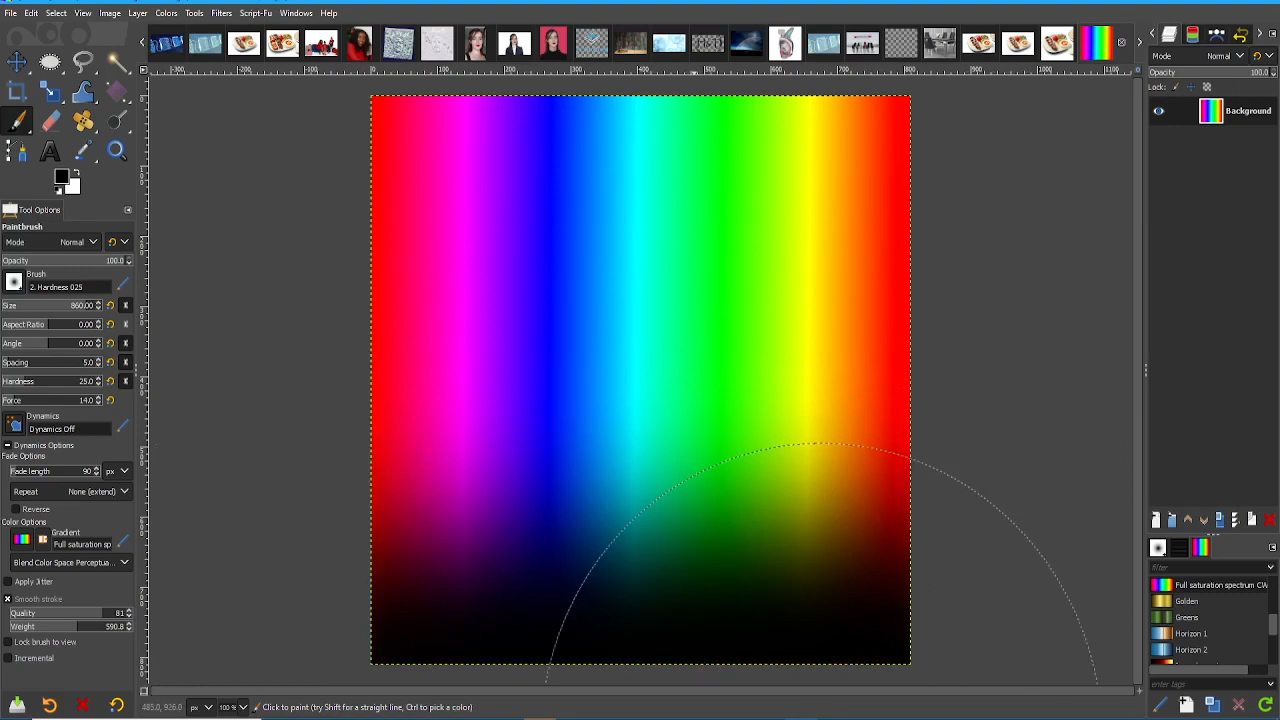 File Edit Select View Image Layer Colors Tools Filters Script-Fu Windows Help
Mode Normal
Opacity 100.0
Lock:
Background
Tool Options
Paintbrush
Mode Normal
Opacity 100.0
Brush
2. Hardness 025
Size 860.00
Aspect Ratio 0.00
Angle 0.00
Spacing 5.0
Hardness 25.0
Force 14.0
Dynamics
Dynamics Off
Dynamics Options
Fade Options
Fade length 90 px
Repeat None (extend)
Reverse
Color Options
Gradient
Full saturation sp
Blend Color Space Perceptua...
Apply Jitter
Smooth stroke
Quality 81
Weight 590.8
Lock brush to view
Incremental
filter
Full saturation spectrum CW
Golden
Greens
Horizon 1
Horizon 2
enter tags
485.0, 926.0 px 100 % Click to paint (try Shift for a straight line, Ctrl to pick a color)